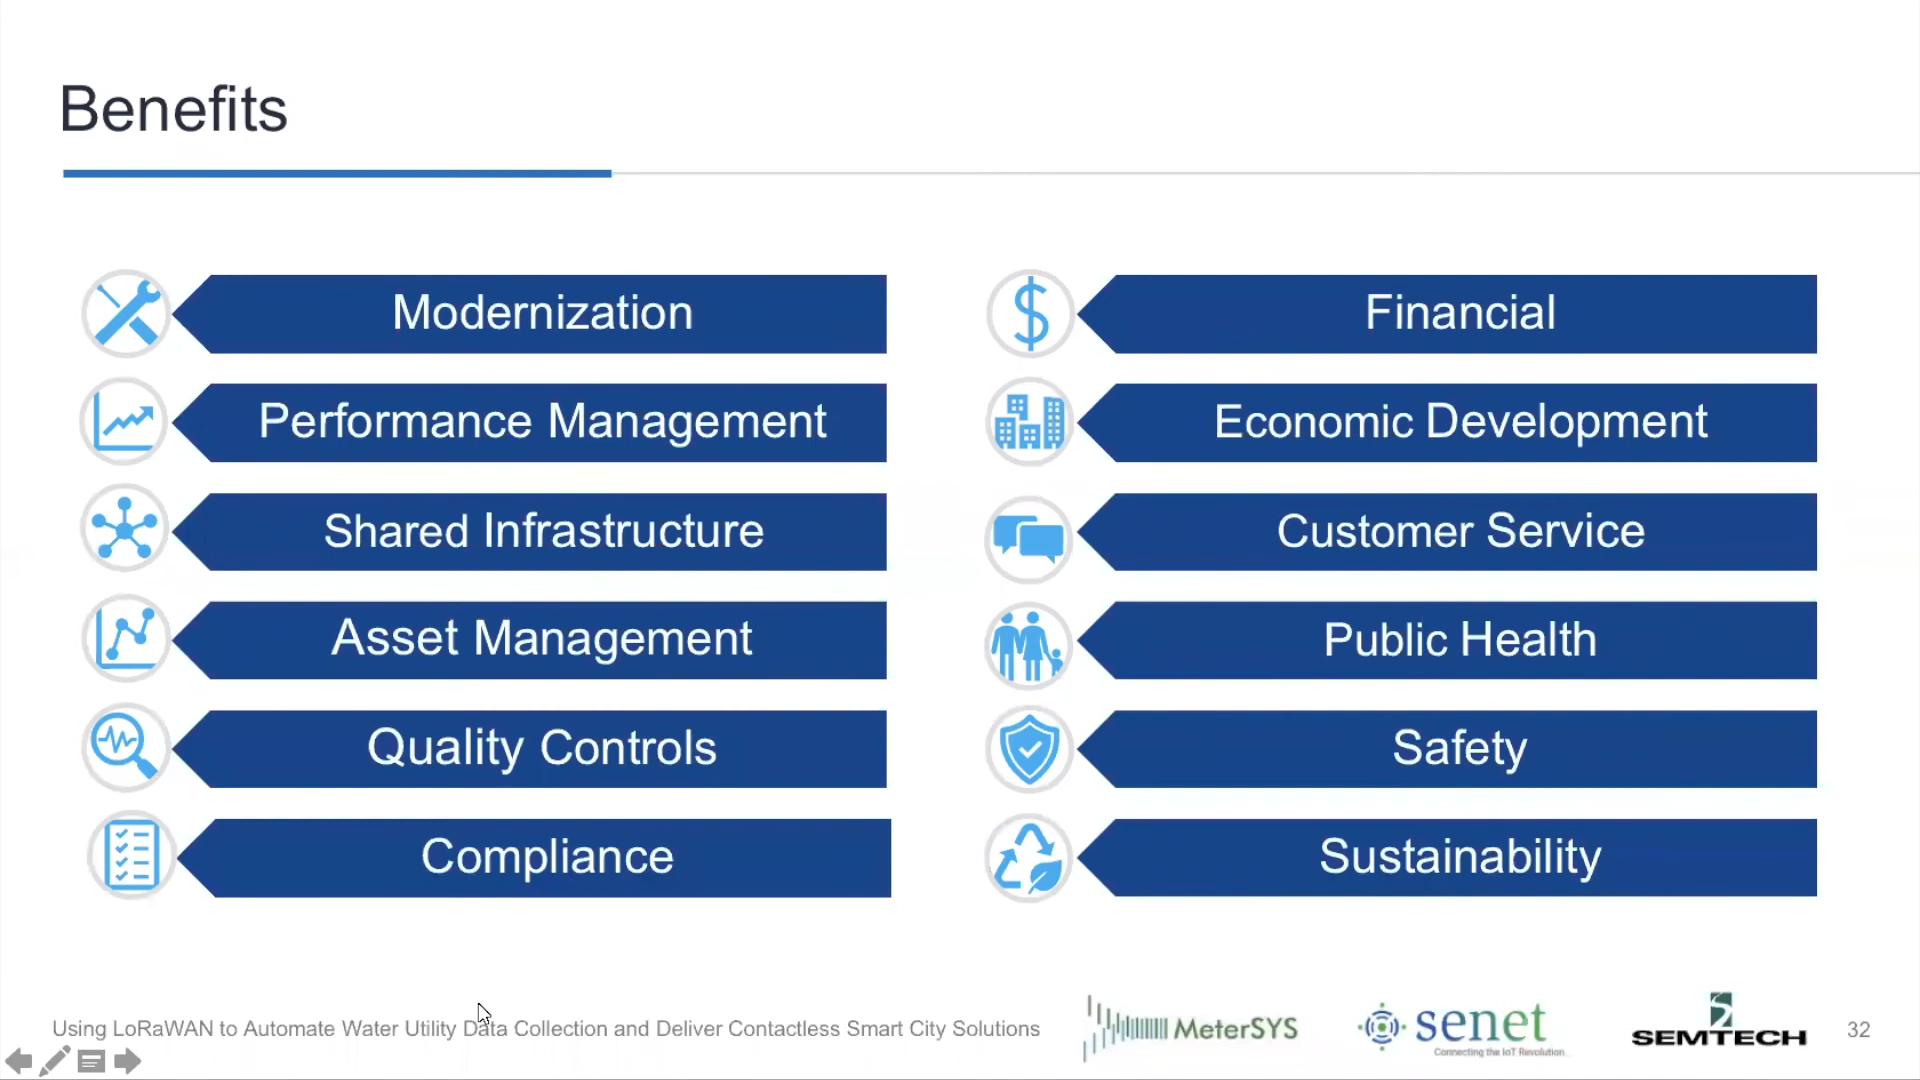 Benefits
Modernization
Performance Management
Shared Infrastructure
Asset Management
Quality Controls
Compliance
Financial
Economic Development
Customer Service
Public Health
Safety
Sustainability
Using LoRaWAN to Automate Water Utility Data Collection and Deliver Contactless Smart City Solutions
MeterSYS
senet
Connecting the IoT Revolution
SEMTECH
32